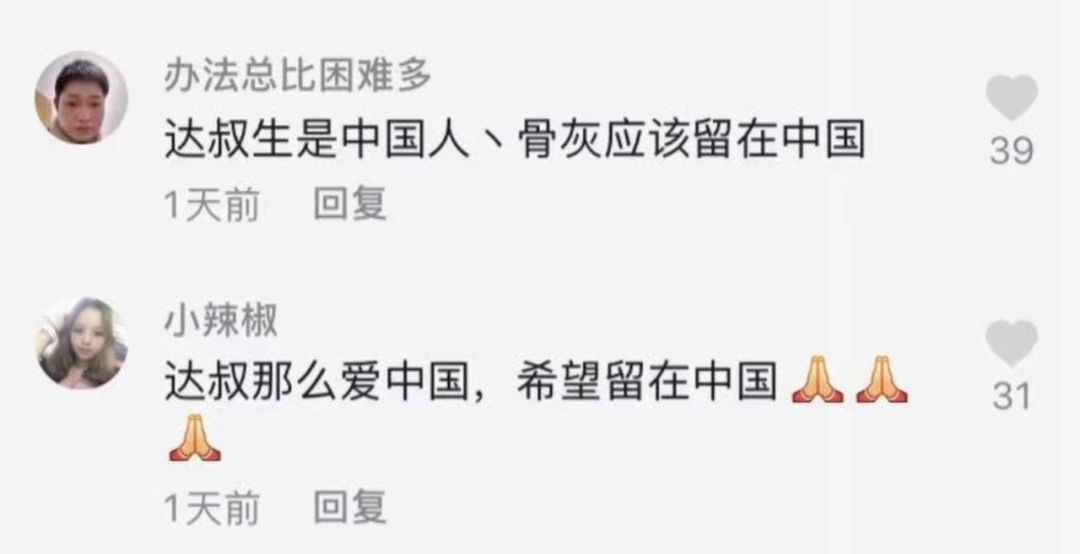 办法总比困难多
达叔生是中国人丶骨灰应该留在中国
39
1天前 回复
小辣椒
达叔那么爱中国，希望留在中国🙏🙏
🙏
31
1天前 回复